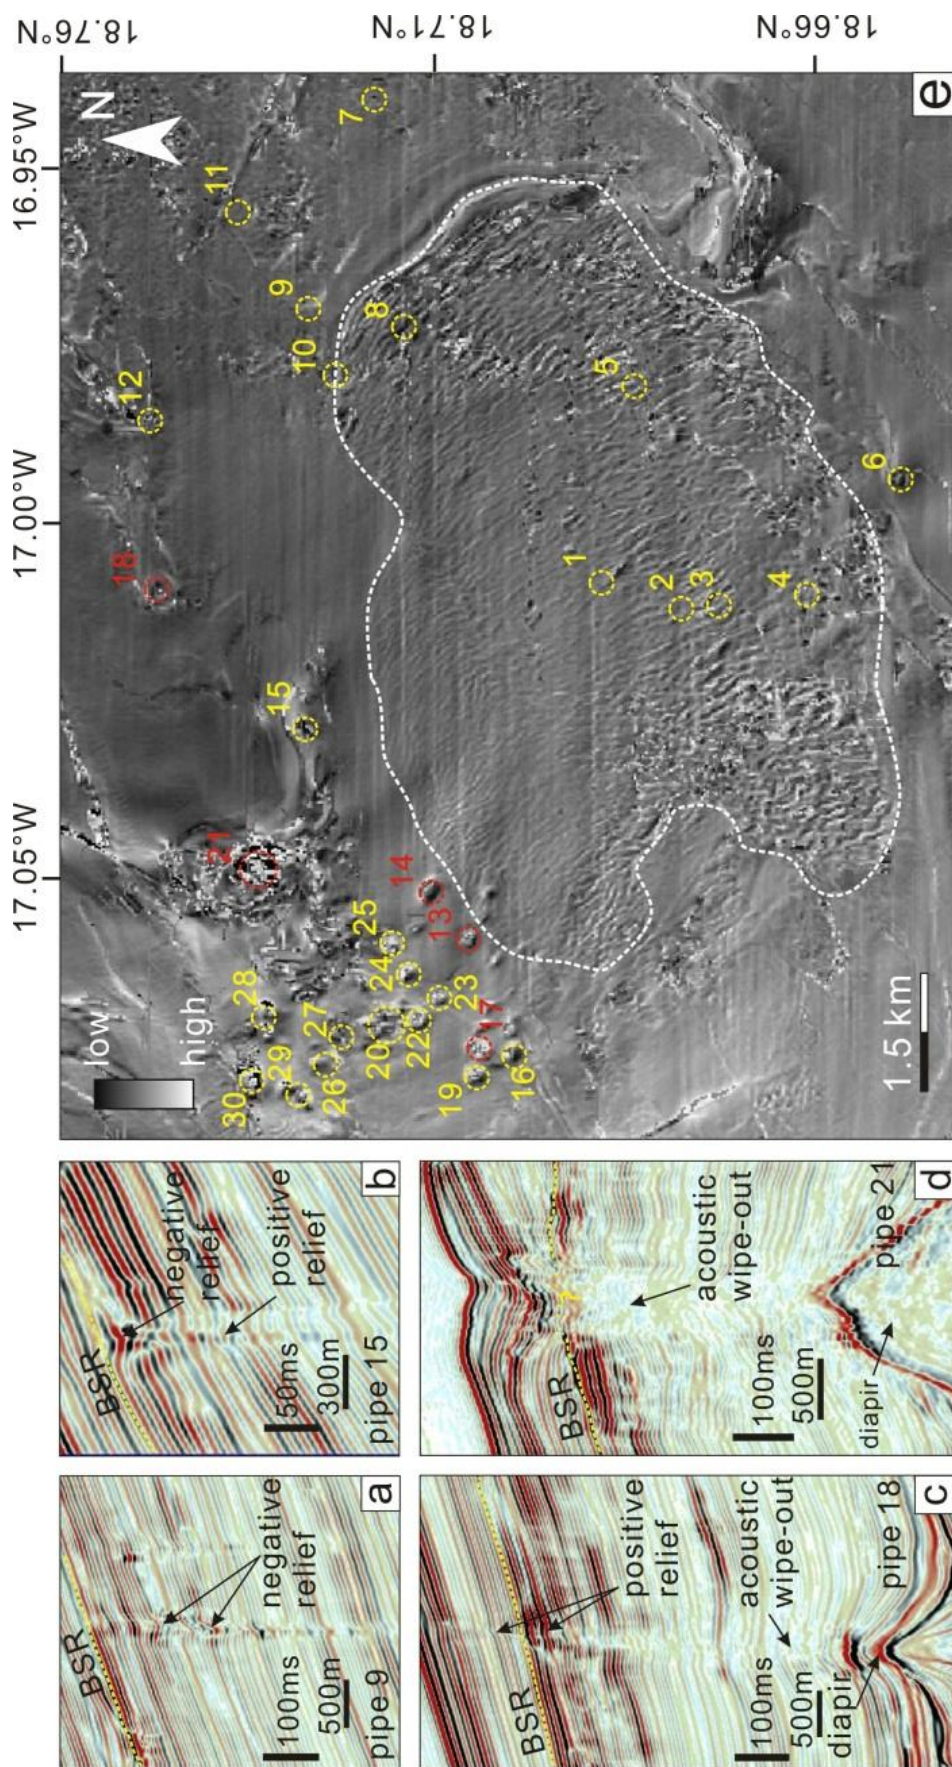 BSR
negative
relief
100ms
500m
pipe 9
a
BSR
negative
relief
positive
relief
50ms
300m
pipe 15
b
BSR
positive
relief
acoustic
wipe-out
100ms
500m
diapir
pipe 18
c
BSR
?
acoustic
wipe-out
100ms
500m
diapir
pipe 21
d
17.05°W
17.00°W
16.95°W
18.76°N
18.71°N
18.66°N
low
high
N
30
29
28
27
26
25
24
23
22
20
21
19
17
16
14
13
15
18
12
11
10
9
8
7
1
2
3
4
5
6
1.5 km
e